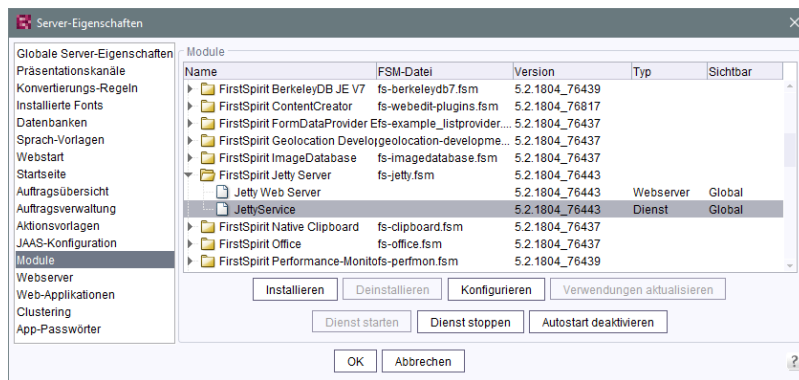 Server-Eigenschaften
Globale Server-Eigenschaften
Präsentationskanäle
Konvertierungs-Regeln
Installierte Fonts
Datenbanken
Sprach-Vorlagen
Webstart
Startseite
Auftragsübersicht
Auftragsverwaltung
Aktionsvorlagen
JAAS-Konfiguration
Module
Webserver
Web-Applikationen
Clustering
App-Passwörter
Module
Name FSM-Datei Version Typ Sichtbar
FirstSpirit BerkeleyDB JE V7 fs-berkeleydb7.fsm 5.2.1804_76439
FirstSpirit ContentCreator fs-webedit-plugins.fsm 5.2.1804_76817
FirstSpirit FormDataProvider E fs-example_listprovider.... 5.2.1804_76437
FirstSpirit Geolocation Develop geolocation-developme... 5.2.1804_76437
FirstSpirit ImageDatabase fs-imagedatabase.fsm 5.2.1804_76437
FirstSpirit Jetty Server fs-jetty.fsm 5.2.1804_76443
Jetty Web Server 5.2.1804_76443 Webserver Global
JettyService 5.2.1804_76443 Dienst Global
FirstSpirit Native Clipboard fs-clipboard.fsm 5.2.1804_76437
FirstSpirit Office fs-office.fsm 5.2.1804_76437
FirstSpirit Performance-Monito fs-perfmon.fsm 5.2.1804_76439
Installieren Deinstallieren Konfigurieren Verwendungen aktualisieren
Dienst starten Dienst stoppen Autostart deaktivieren
OK Abbrechen ?